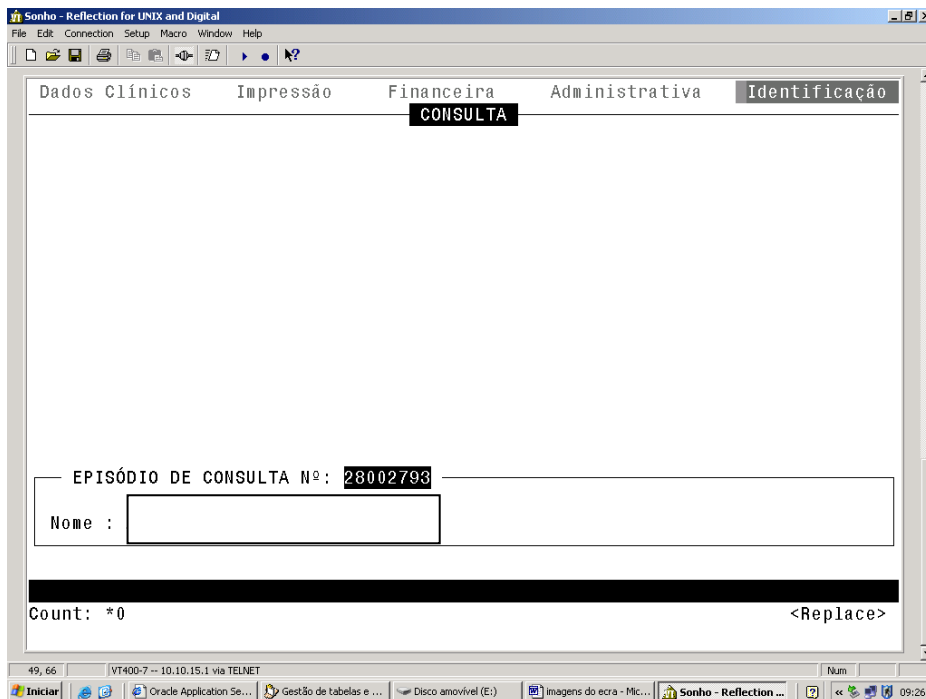 Sonho - Reflection for UNIX and Digital
File Edit Connection Setup Macro Window Help
Dados Clínicos Impressão Financeira Administrativa Identificação
CONSULTA
EPISÓDIO DE CONSULTA Nº: 28002793
Nome :
Count: *0 <Replace>
49, 66 VT400-7 -- 10.10.15.1 via TELNET Num
Iniciar Oracle Application Se... Gestão de tabelas e ... Disco amovível (E:) imagens do ecra - Mic... Sonho - Reflection ... 09:26